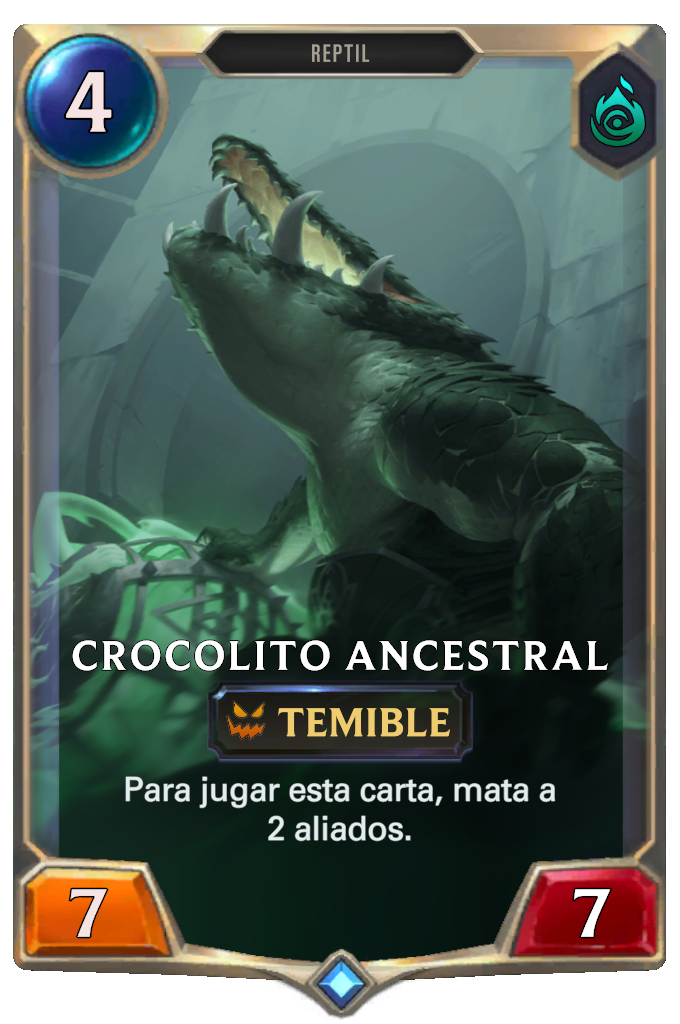 REPTIL
4
CROCOLITO ANCESTRAL
TEMIBLE
Para jugar esta carta, mata a
2 aliados.
7
7